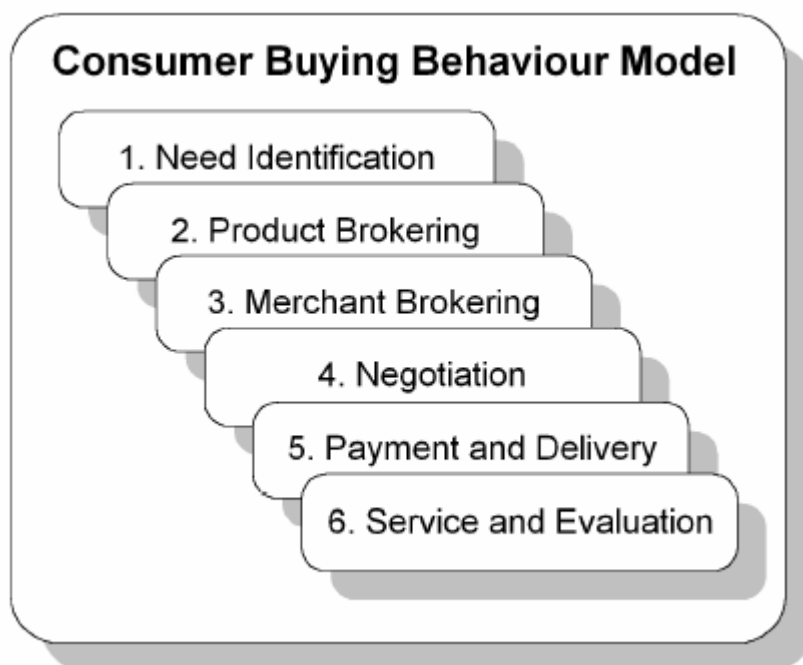 Consumer Buying Behaviour Model
1. Need Identification
2. Product Brokering
3. Merchant Brokering
4. Negotiation
5. Payment and Delivery
6. Service and Evaluation